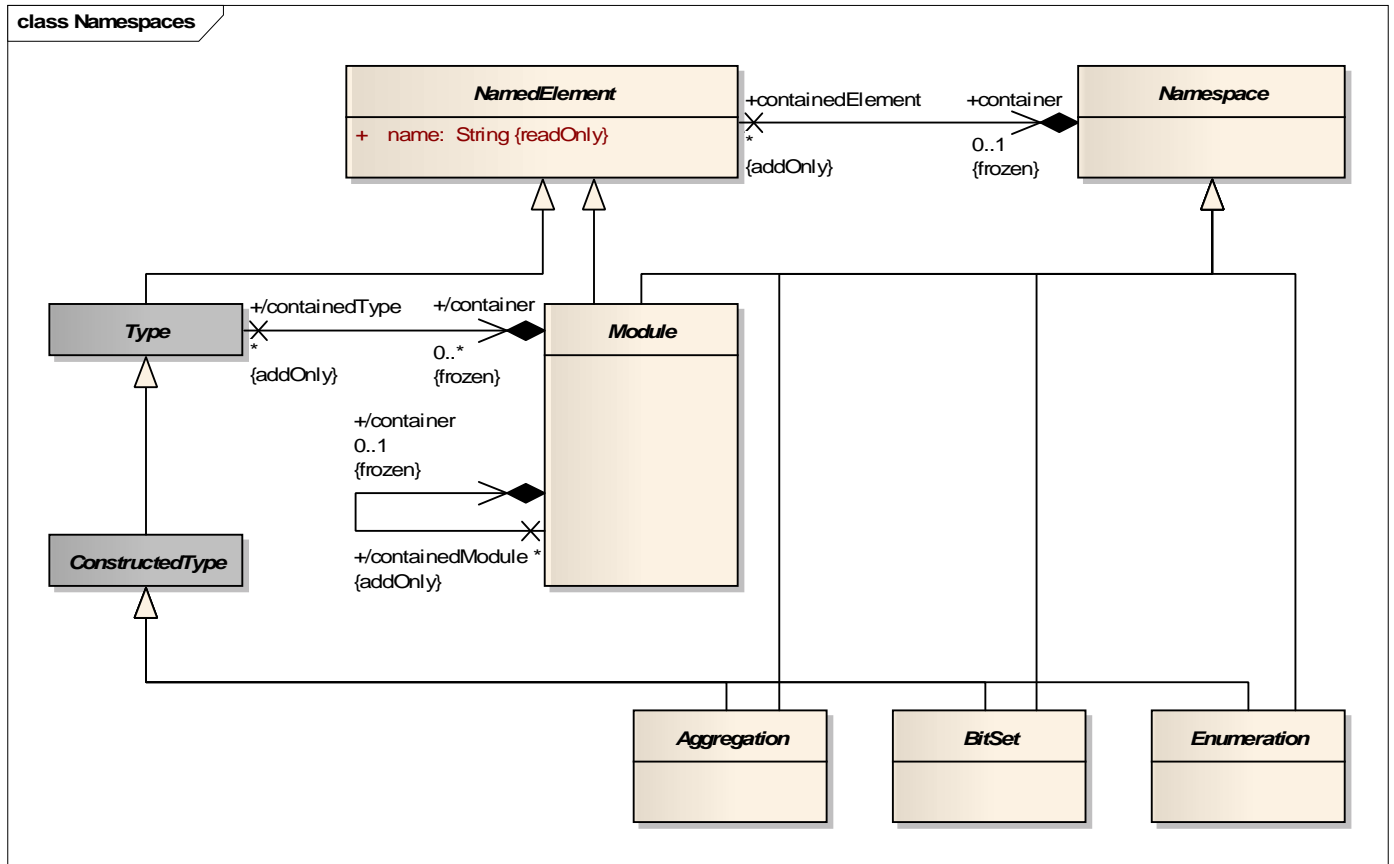 class Namespaces
NamedElement
+ name: String {readOnly}
+containedElement
*
{addOnly}
+container
0..1
{frozen}
Namespace
Type
+/containedType
*
{addOnly}
+/container
0..*
{frozen}
Module
+/container
0..1
{frozen}
+/containedModule *
{addOnly}
ConstructedType
Aggregation
BitSet
Enumeration